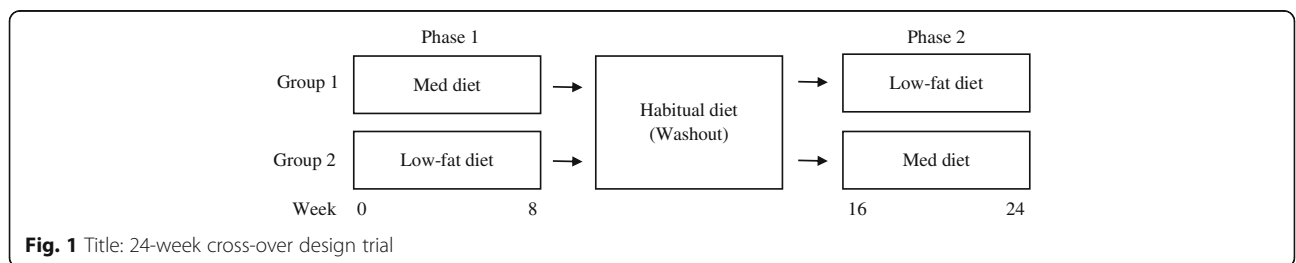 Phase 1 Phase 2
Group 1 Med diet Low-fat diet
Habitual diet
(Washout)
Group 2 Low-fat diet Med diet
Week 0 8 16 24
Fig. 1 Title: 24-week cross-over design trial